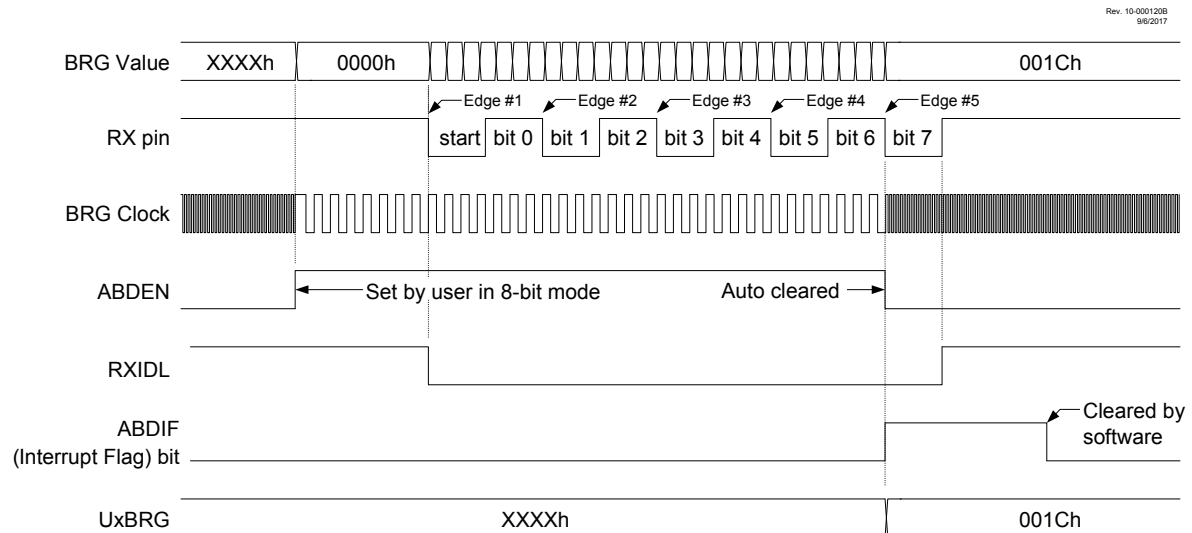 Rev. 10-000120B
9/6/2017
BRG Value XXXXh 0000h 001Ch
Edge #1 Edge #2 Edge #3 Edge #4 Edge #5
RX pin start bit 0 bit 1 bit 2 bit 3 bit 4 bit 5 bit 6 bit 7
BRG Clock
ABDEN Set by user in 8-bit mode Auto cleared
RXIDL
ABDIF
(Interrupt Flag) bit
Cleared by
software
UxBRG XXXXh 001Ch